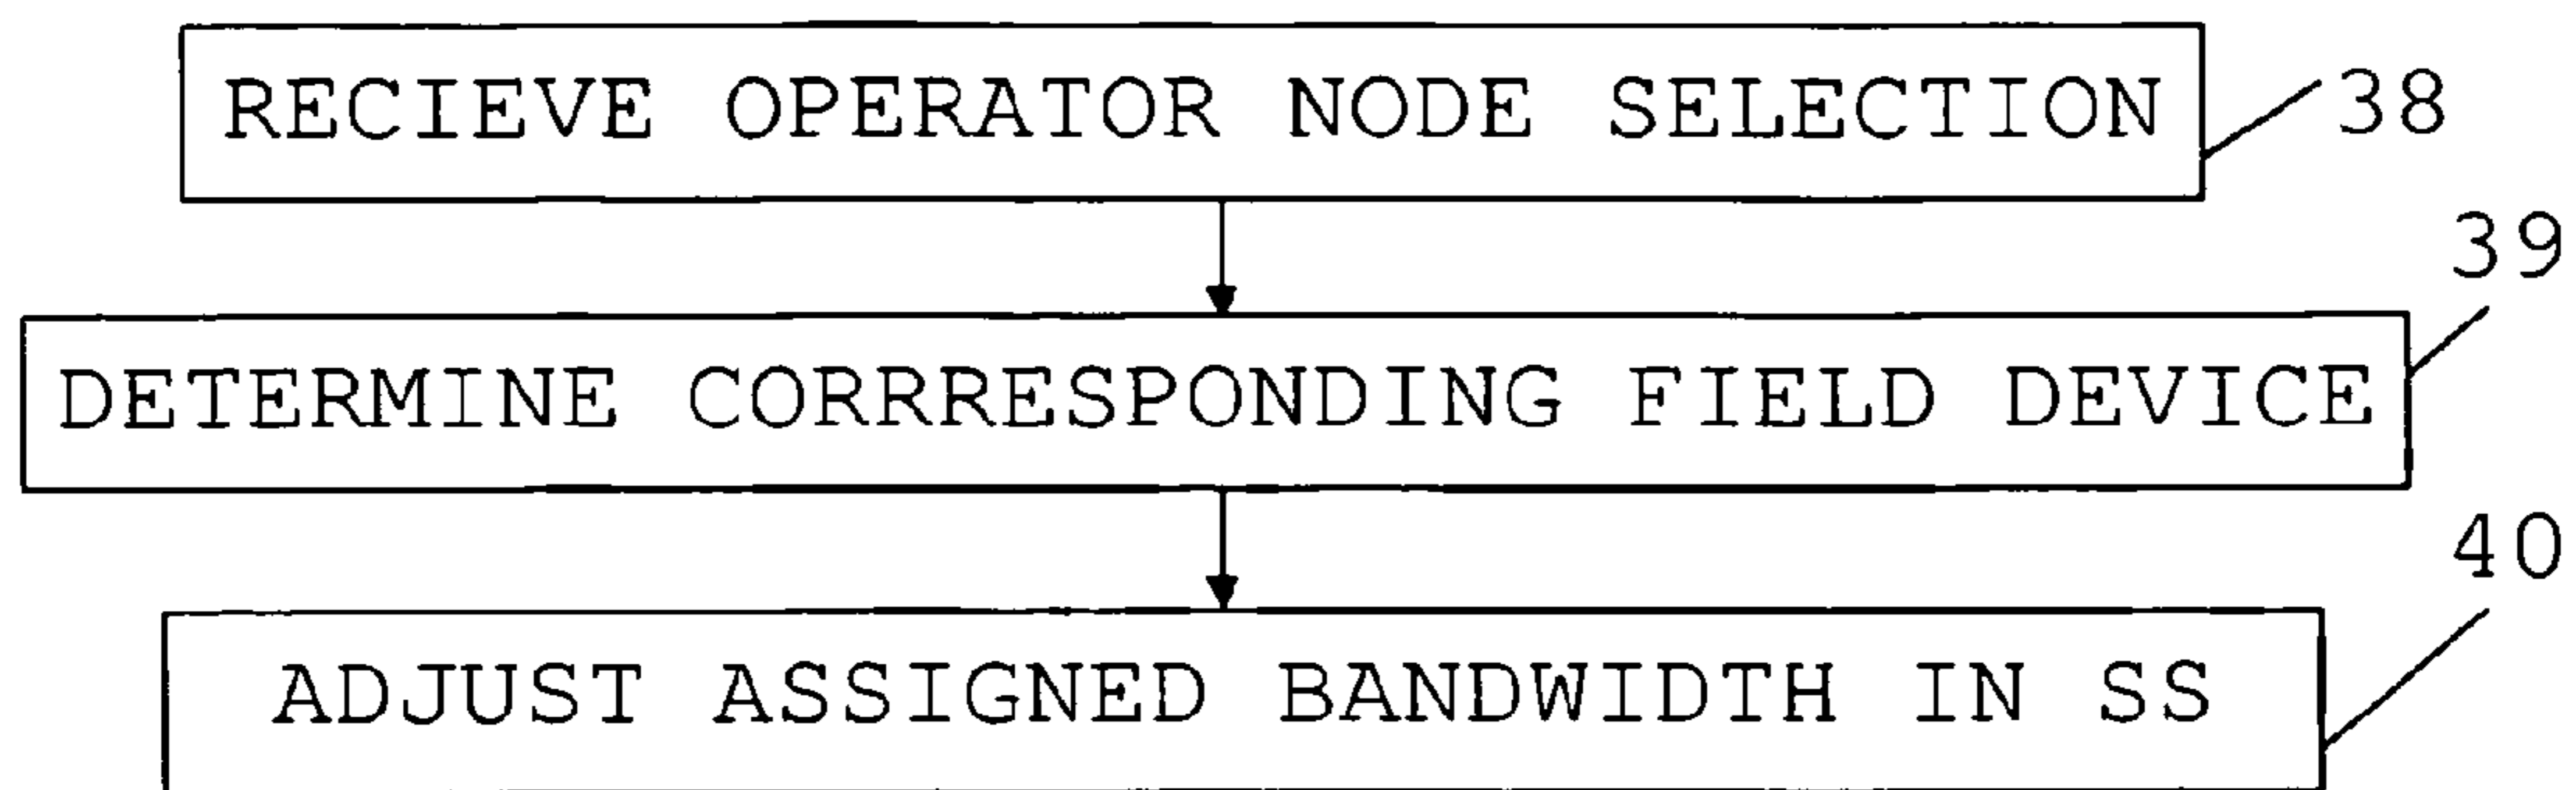 RECIEVE OPERATOR NODE SELECTION
38
39
DETERMINE CORRRESPONDING FIELD DEVICE
40
ADJUST ASSIGNED BANDWIDTH IN SS